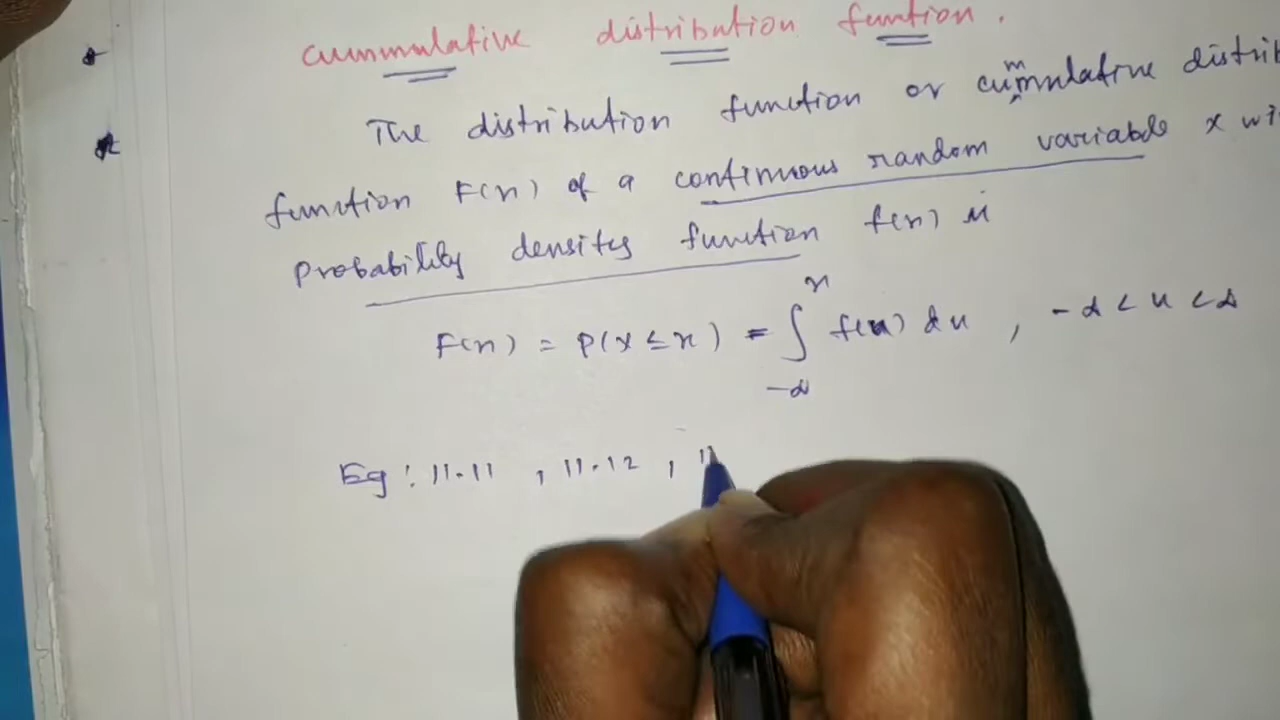 cummulative distribution function.
The distribution function or cummulative distrib
function F(x) of a continuous random variable x wi
Probability density function f(x) is
F(x) = P(X ≤ x) = ∫_{-∞}^{x} f(u) du , -∞ < u < ∞
Eg : 11.11 , 11.12 , 11